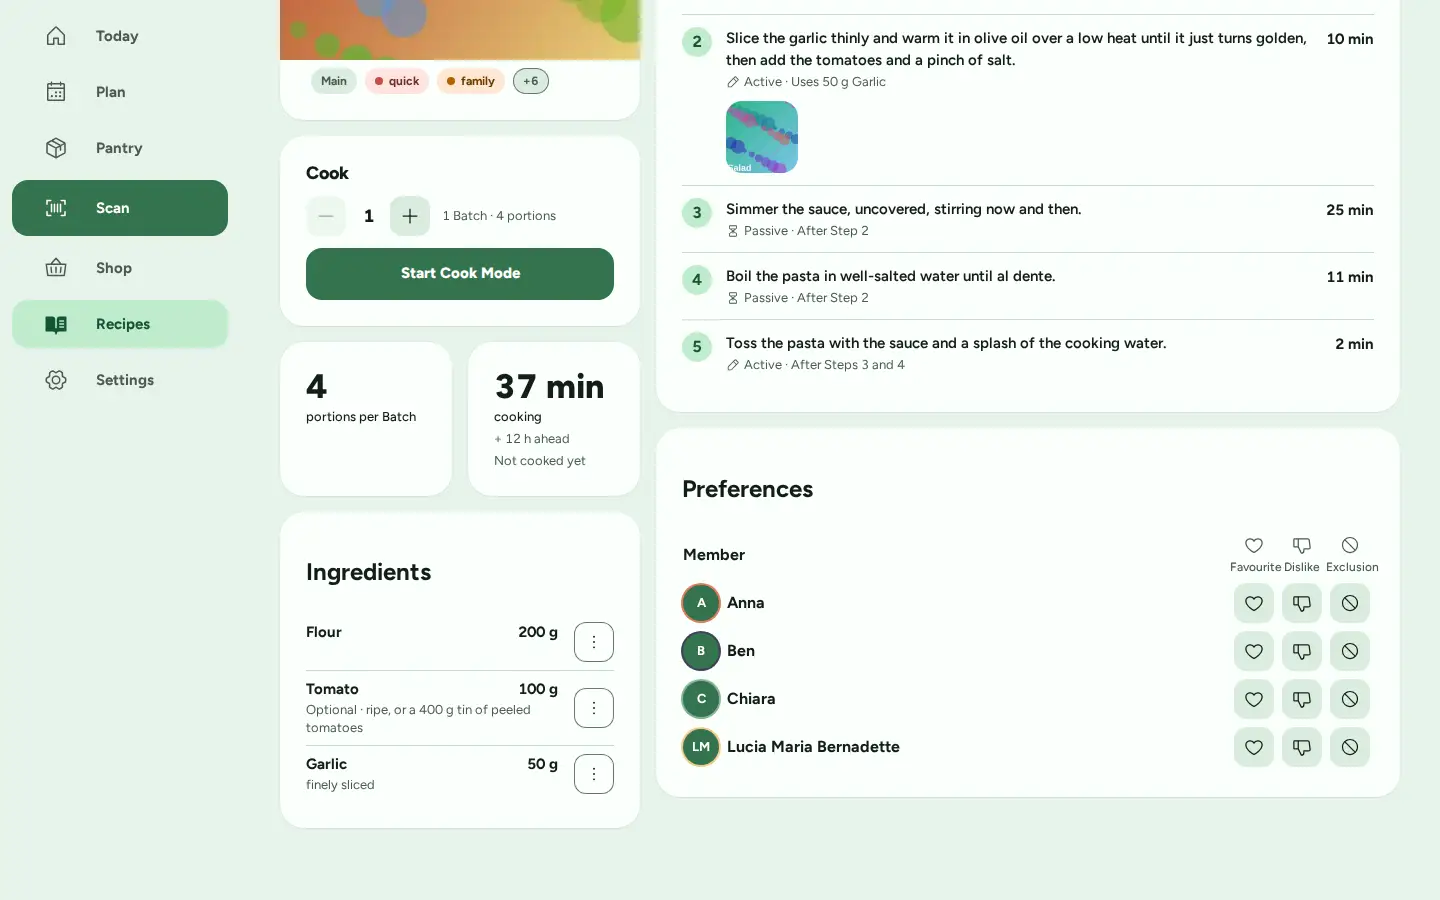 Today
Plan
Pantry
Scan
Shop
Recipes
Settings
Main
quick
family
+6
Cook
1
1 Batch · 4 portions
Start Cook Mode
4
portions per Batch
37 min
cooking
+ 12 h ahead
Not cooked yet
Ingredients
Flour 200 g
Tomato 100 g
Optional · ripe, or a 400 g tin of peeled
tomatoes
Garlic 50 g
finely sliced
2 Slice the garlic thinly and warm it in olive oil over a low heat until it just turns golden, 10 min
then add the tomatoes and a pinch of salt.
Active · Uses 50 g Garlic
Salad
3 Simmer the sauce, uncovered, stirring now and then. 25 min
Passive · After Step 2
4 Boil the pasta in well-salted water until al dente. 11 min
Passive · After Step 2
5 Toss the pasta with the sauce and a splash of the cooking water. 2 min
Active · After Steps 3 and 4
Preferences
Member Favourite Dislike Exclusion
A Anna
B Ben
C Chiara
LM Lucia Maria Bernadette